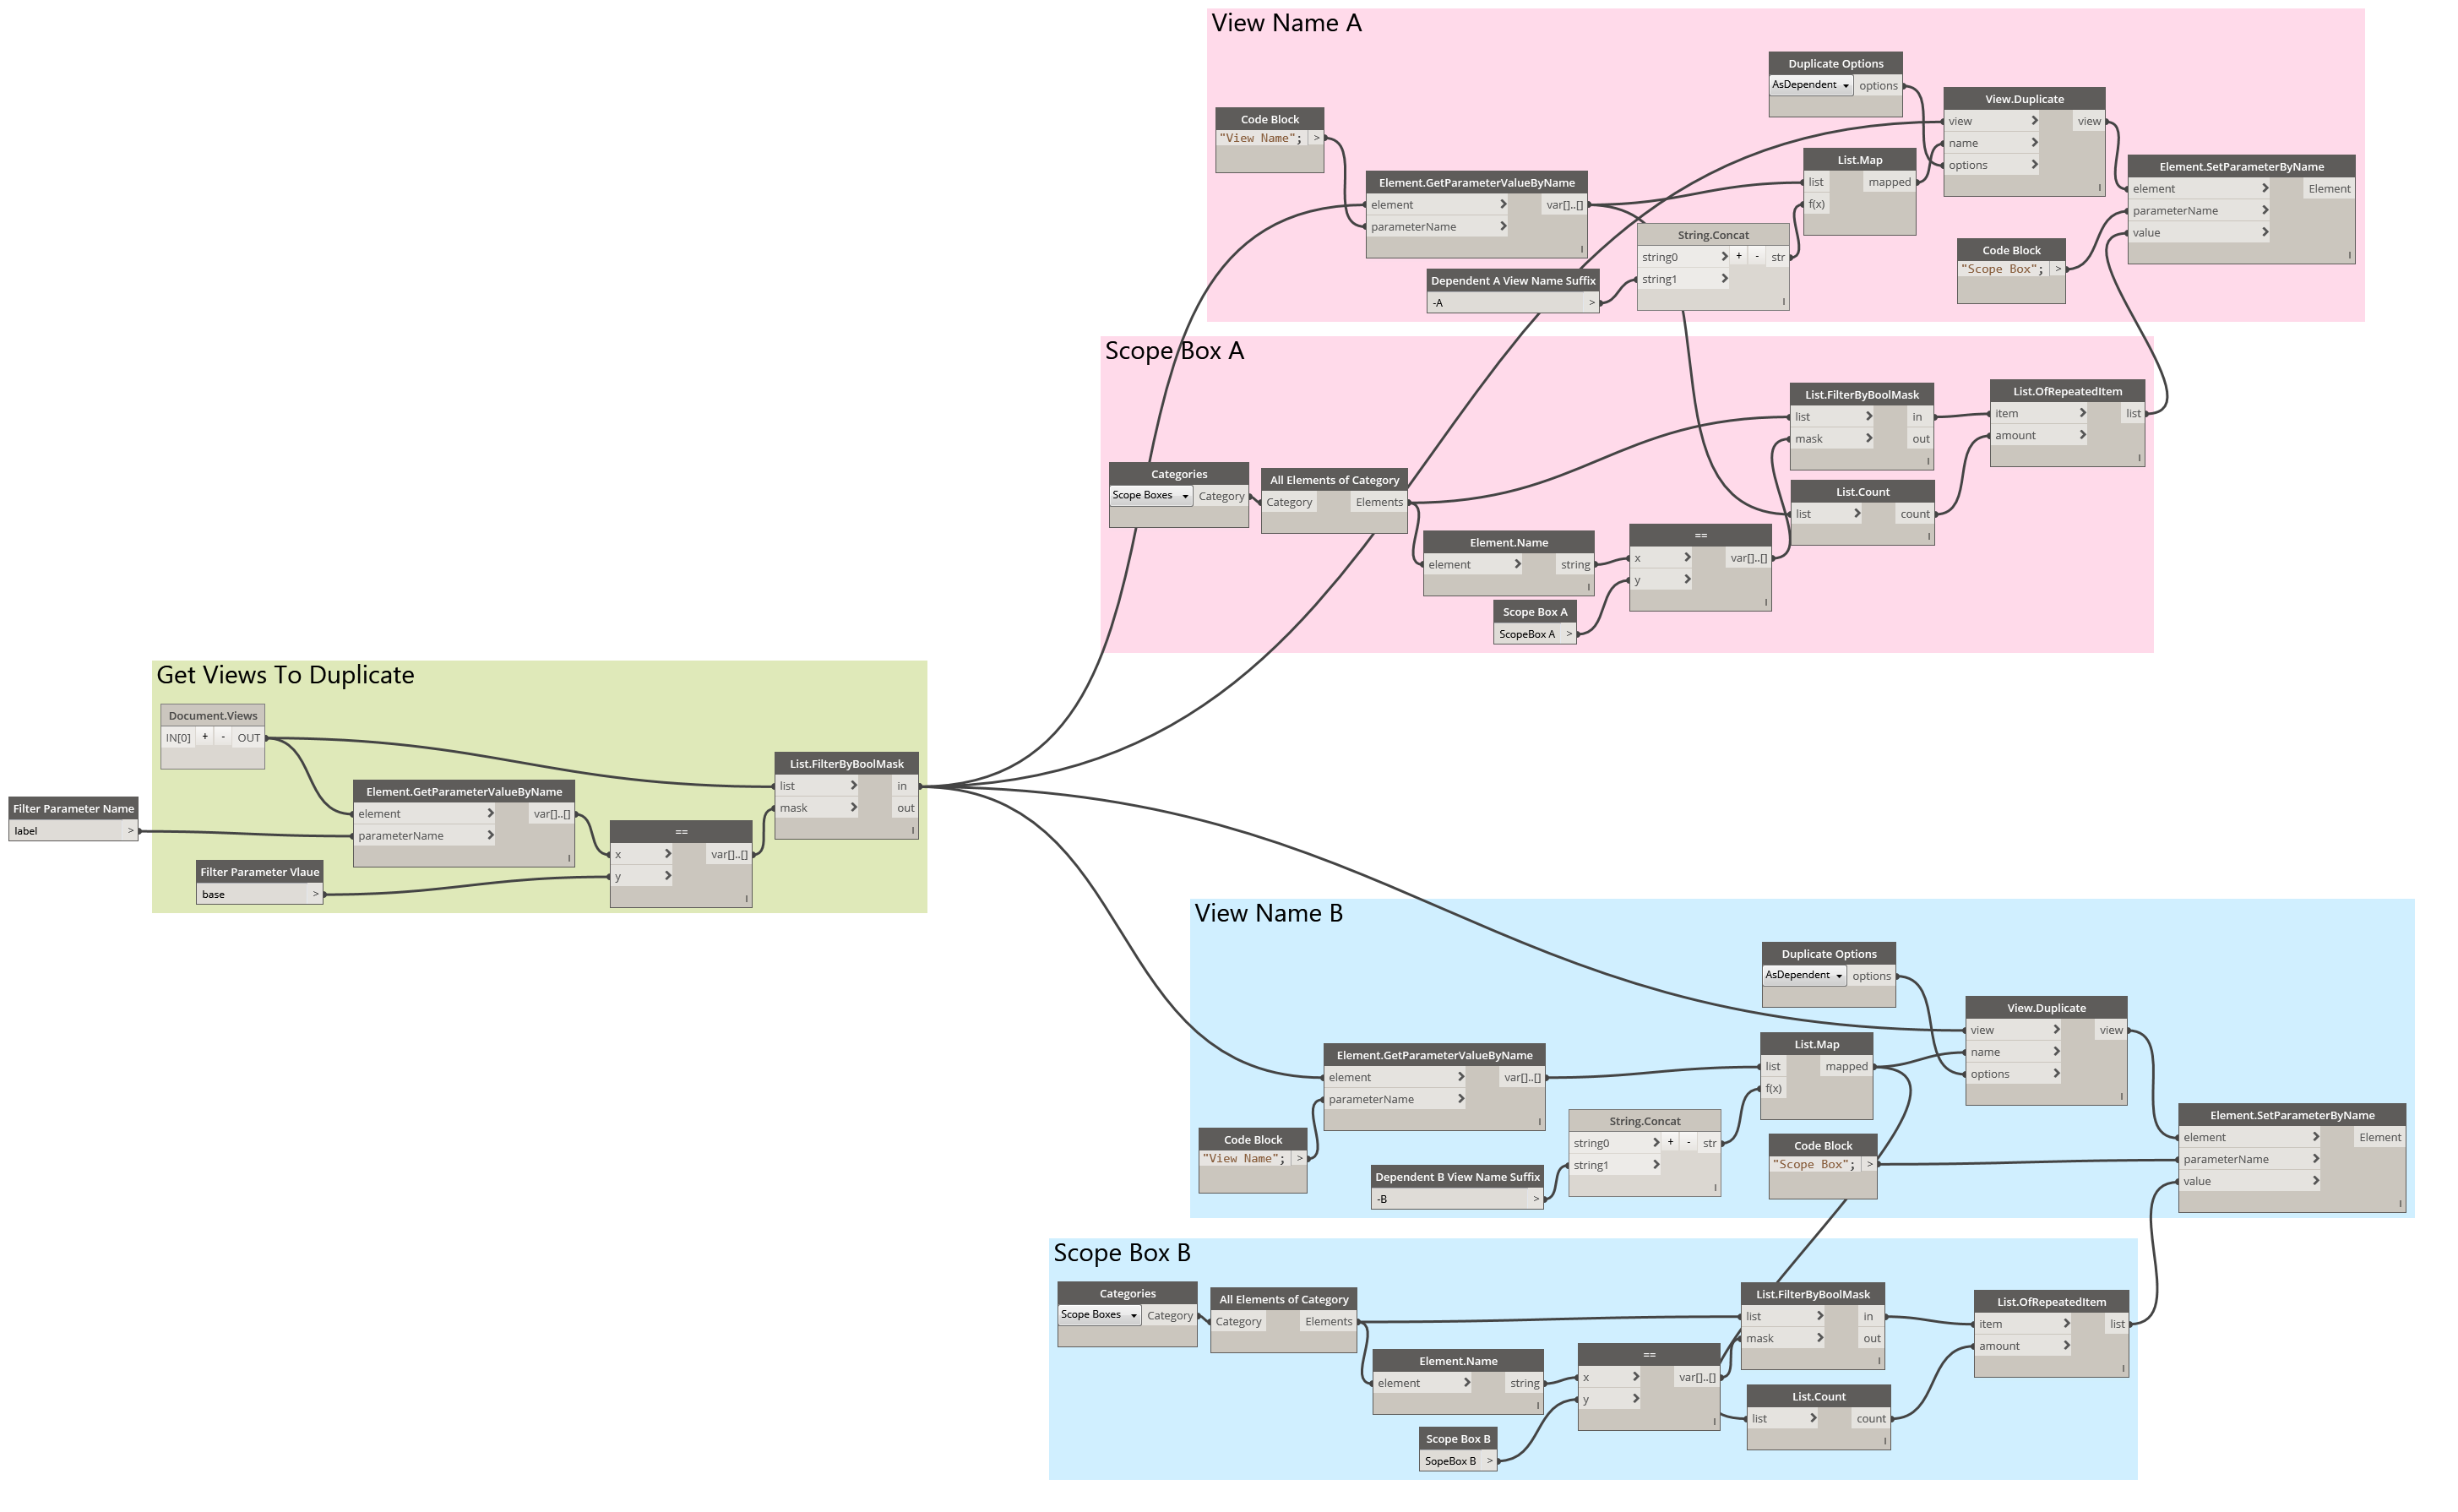 View Name A
Duplicate Options
AsDependent options
View.Duplicate
view view
name
options
Code Block
"View Name"; >
List.Map
list mapped
f(x)
Element.SetParameterByName
element Element
parameterName
value
Element.GetParameterValueByName
element var[]..[]
parameterName
String.Concat
string0 + - str
string1
Code Block
"Scope Box"; >
Dependent A View Name Suffix
-A >
Scope Box A
List.FilterByBoolMask
list in
mask out
List.OfRepeatedItem
item list
amount
Categories
Scope Boxes Category
All Elements of Category
Category Elements
List.Count
list count
Element.Name
element string
==
x var[]..[]
y
Scope Box A
ScopeBox A >
Get Views To Duplicate
Document.Views
IN[0] + - OUT
List.FilterByBoolMask
list in
mask out
Filter Parameter Name
label >
Element.GetParameterValueByName
element var[]..[]
parameterName
==
x var[]..[]
y
Filter Parameter Vlaue
base >
View Name B
Duplicate Options
AsDependent options
View.Duplicate
view view
name
options
Element.GetParameterValueByName
element var[]..[]
parameterName
List.Map
list mapped
f(x)
Code Block
"View Name"; >
String.Concat
string0 + - str
string1
Code Block
"Scope Box"; >
Element.SetParameterByName
element Element
parameterName
value
Dependent B View Name Suffix
-B >
Scope Box B
Categories
Scope Boxes Category
All Elements of Category
Category Elements
List.FilterByBoolMask
list in
mask out
List.OfRepeatedItem
item list
amount
Element.Name
element string
==
x var[]..[]
y
List.Count
list count
Scope Box B
SopeBox B >